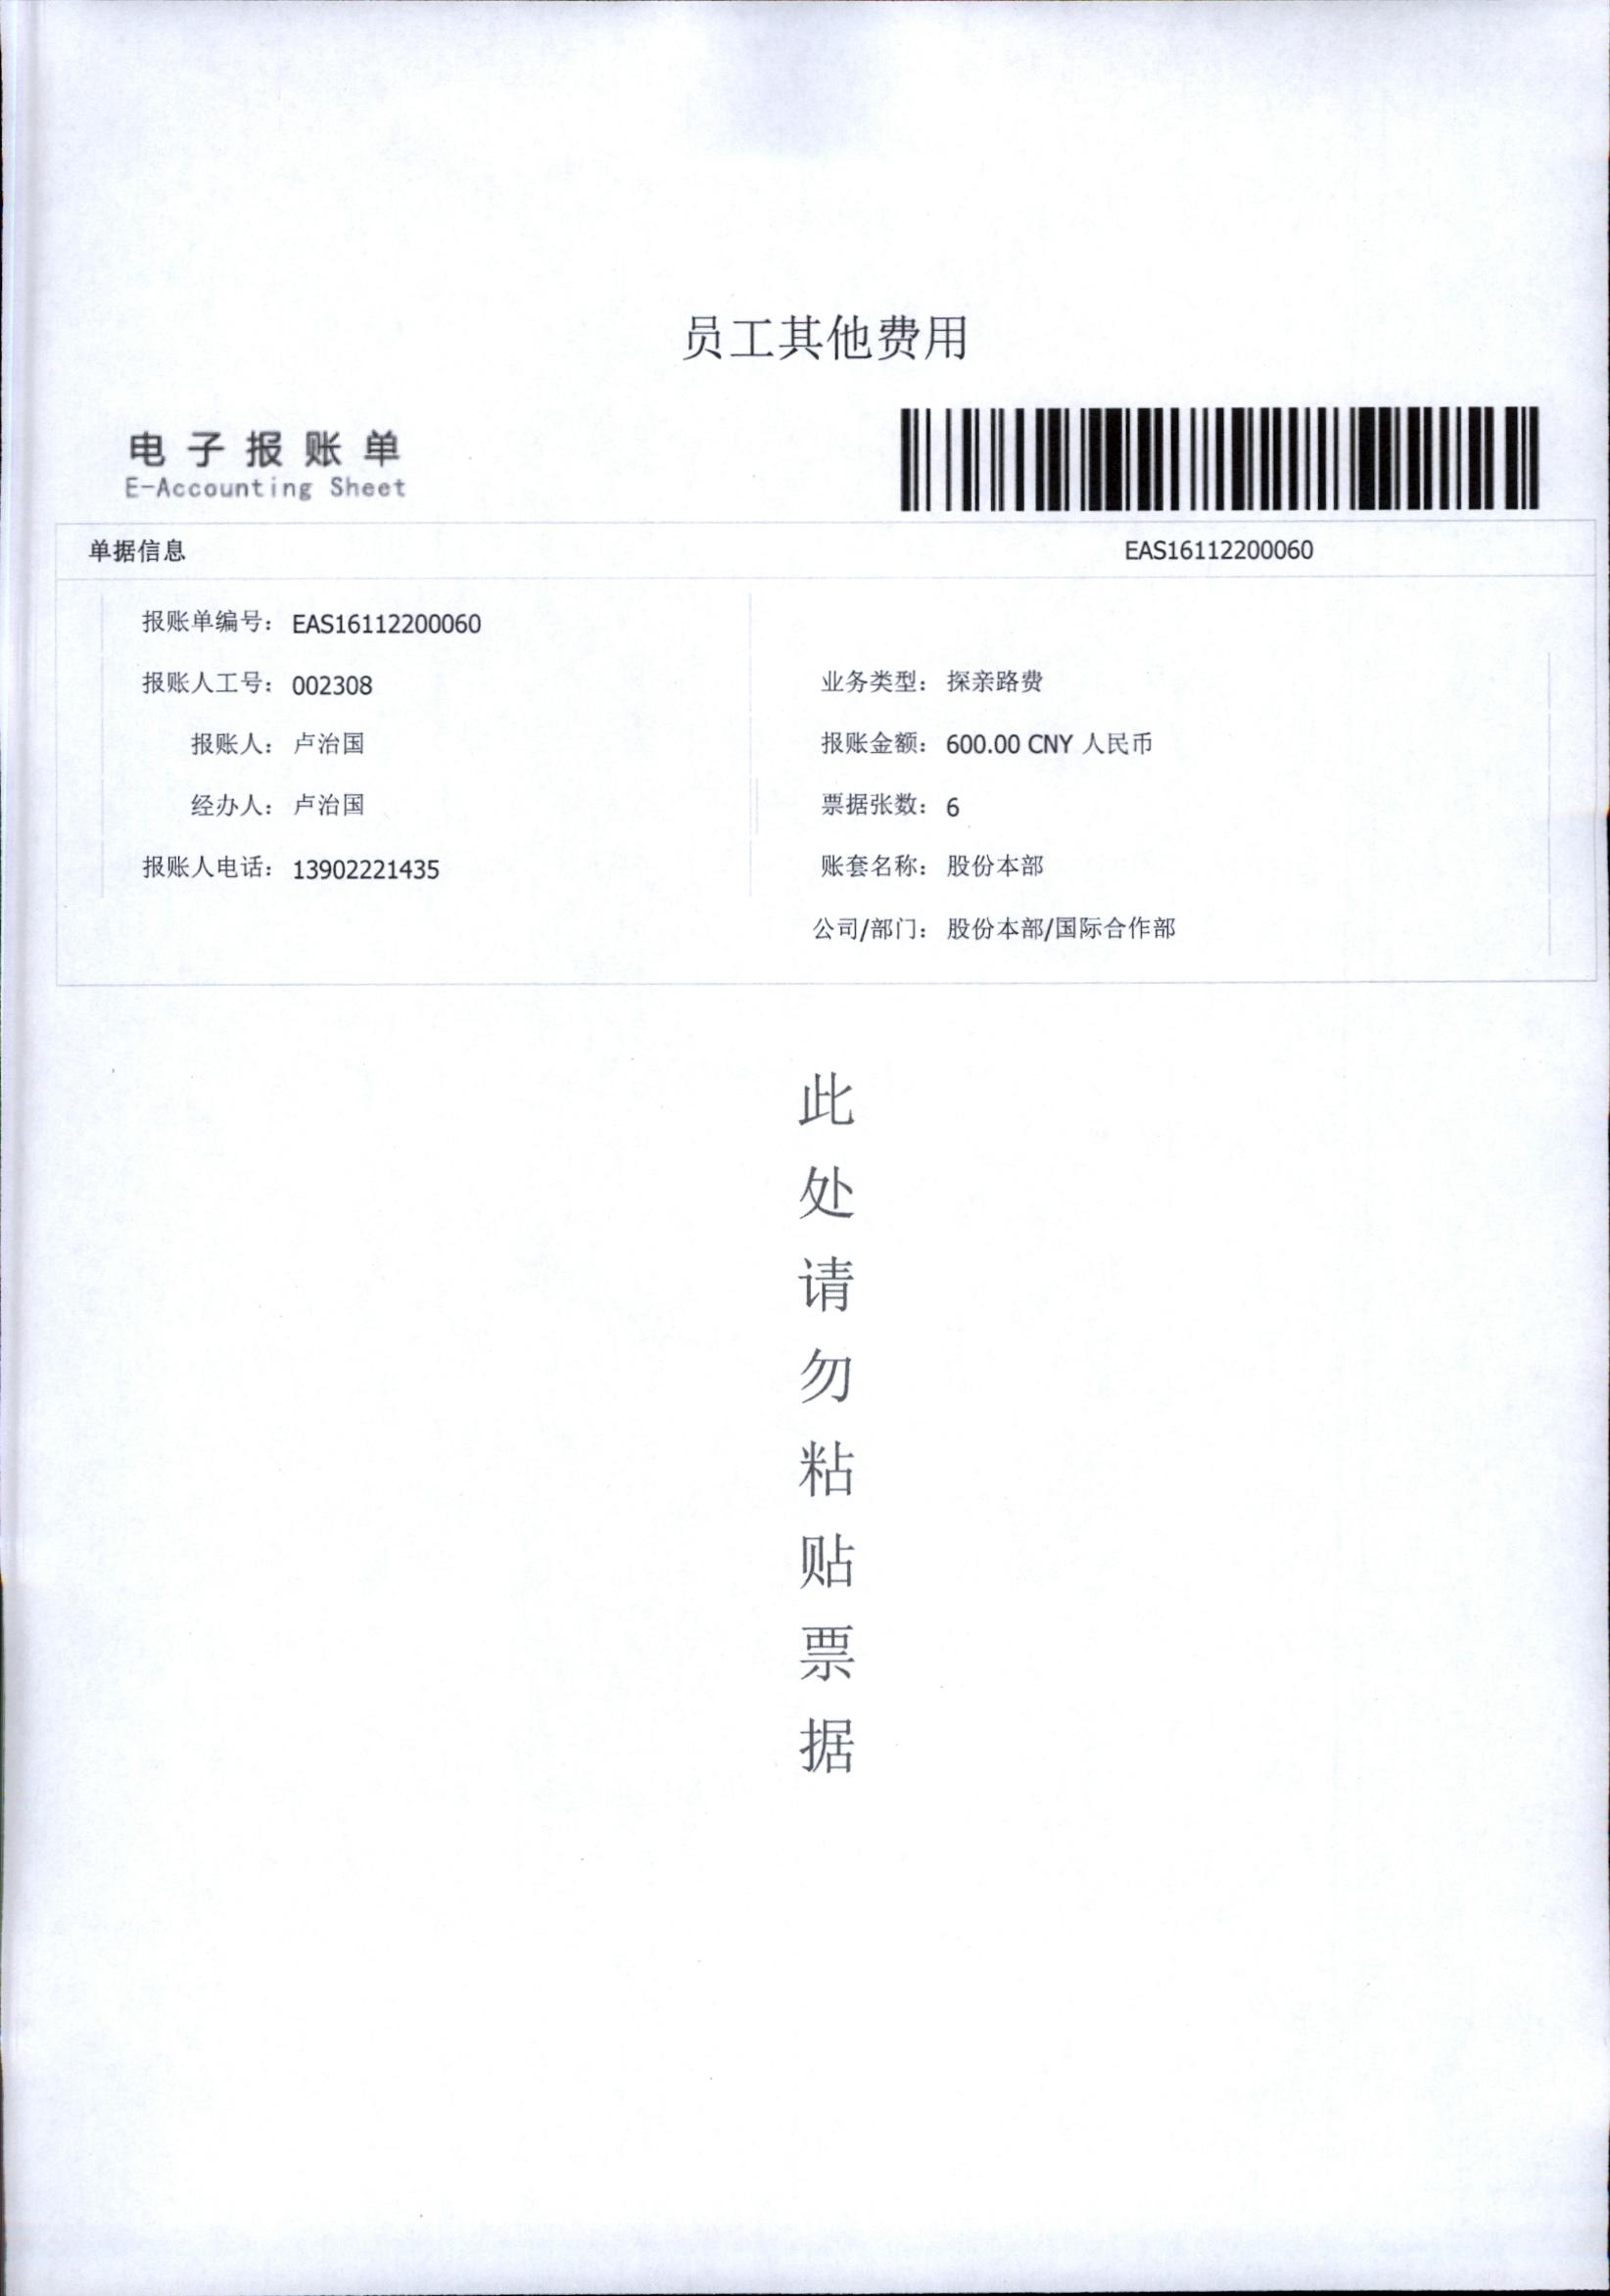 员工其他费用
电子报账单
E-Accounting Sheet
单据信息
EAS16112200060
报账单编号： EAS16112200060
报账人工号： 002308
业务类型： 探亲路费
报账人： 卢治国
报账金额： 600.00 CNY 人民币
经办人： 卢治国
票据张数： 6
报账人电话： 13902221435
账套名称： 股份本部
公司/部门： 股份本部/国际合作部
此
处
请
勿
粘
贴
票
据